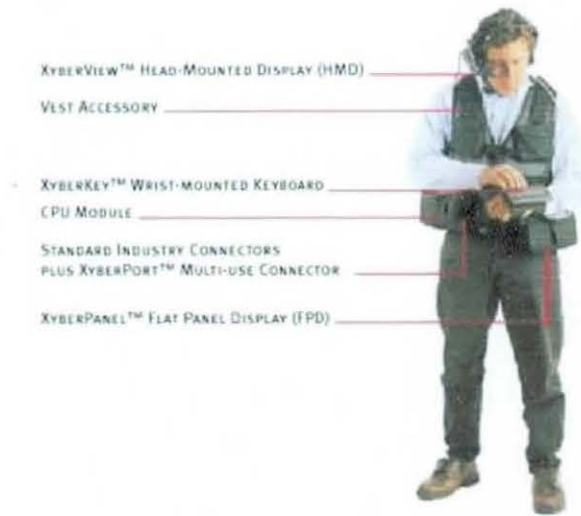 XyberView™ Head-Mounted Display (HMD)
Vest Accessory
XyberKey™ Wrist-mounted Keyboard
CPU Module
Standard Industry Connectors
plus XyberPort™ Multi-use Connector
XyberPanel™ Flat Panel Display (FPD)